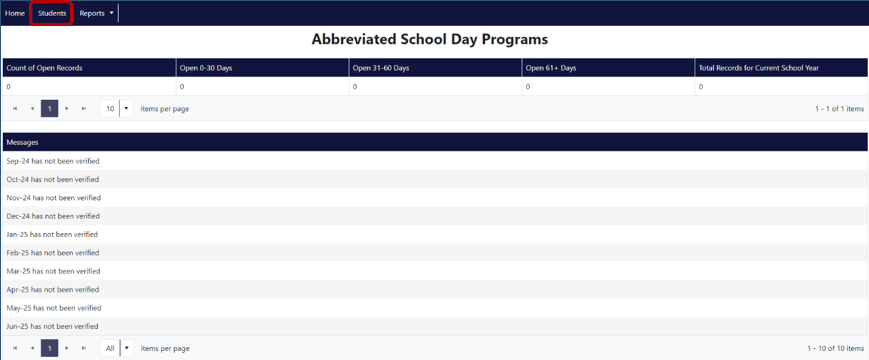 Home Students Reports
Abbreviated School Day Programs
Count of Open Records Open 0-30 Days Open 31-60 Days Open 61+ Days Total Records for Current School Year
0 0 0 0 0
1 10 items per page 1 - 1 of 1 items
Messages
Sep-24 has not been verified
Oct-24 has not been verified
Nov-24 has not been verified
Dec-24 has not been verified
Jan-25 has not been verified
Feb-25 has not been verified
Mar-25 has not been verified
Apr-25 has not been verified
May-25 has not been verified
Jun-25 has not been verified
1 All items per page 1 - 10 of 10 items